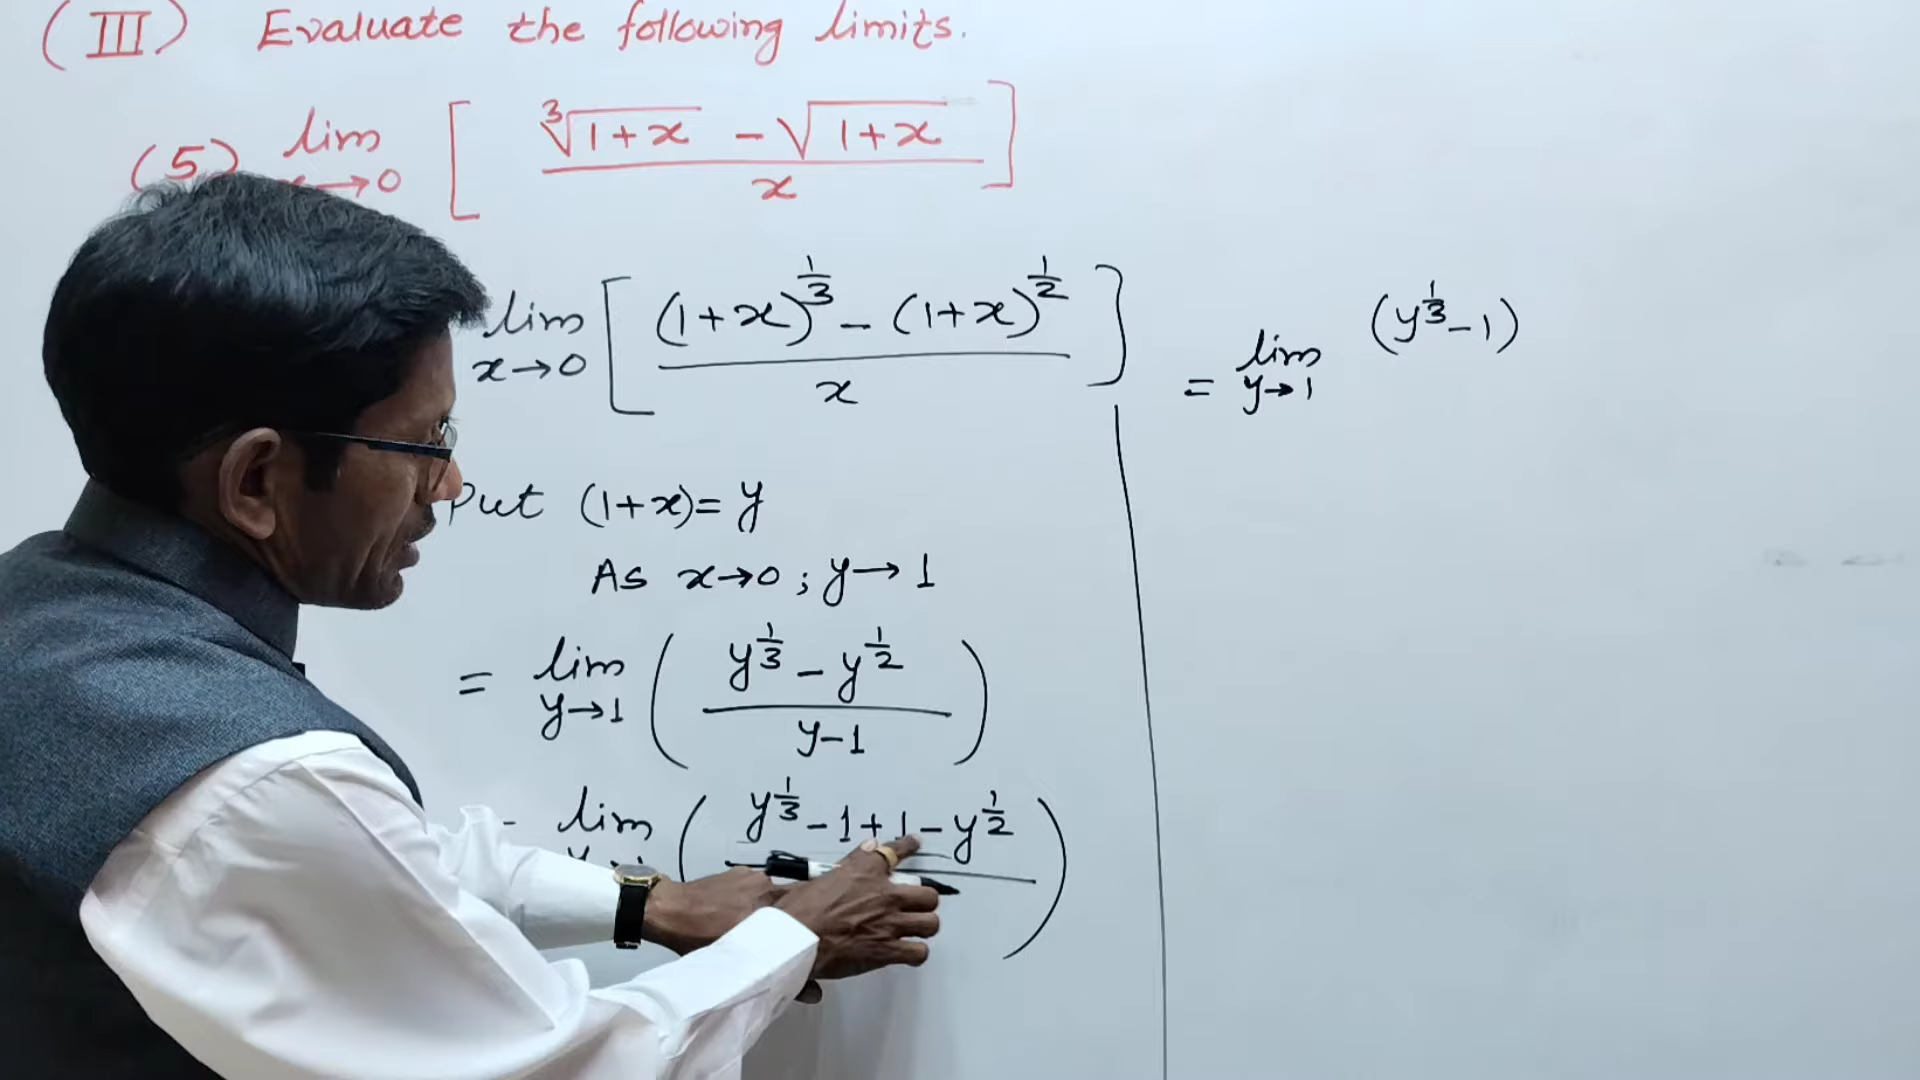 (III) Evaluate the following limits.
(5) lim x→0 [ (∛(1+x) - √(1+x)) / x ]
lim x→0 [ ((1+x)^(1/3) - (1+x)^(1/2)) / x ]
Put (1+x)= y
As x→0 ; y→1
= lim y→1 ( (y^(1/3) - y^(1/2)) / (y-1) )
lim ( y^(1/3) - 1 + 1 - y^(1/2) )
= lim y→1 (y^(1/3) - 1)